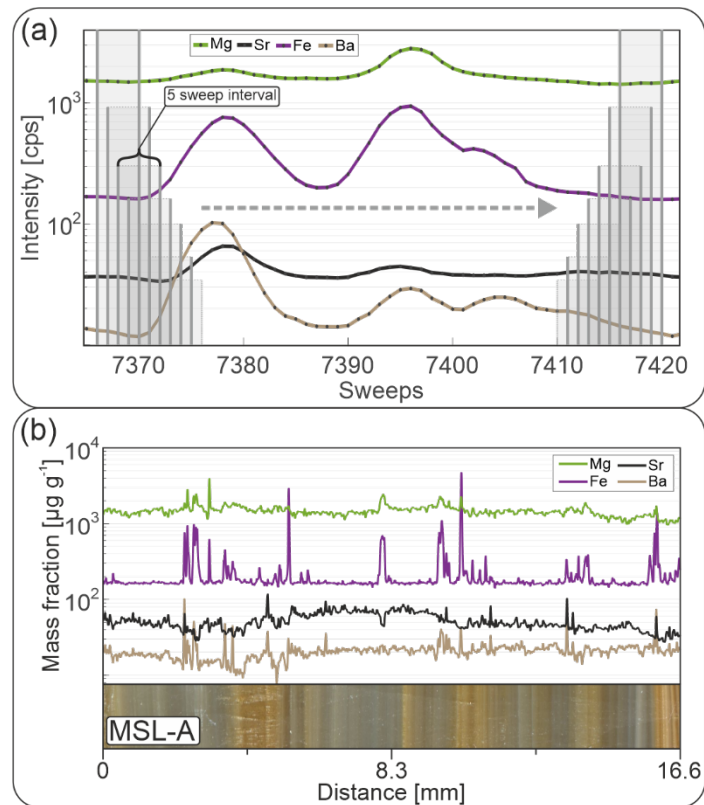 (a)
Mg Sr Fe Ba
10³
5 sweep interval
Intensity [cps]
10²
7370 7380 7390 7400 7410 7420
Sweeps
(b)
10⁴
Mg Sr
Fe Ba
10³
Mass fraction [µg g⁻¹]
10²
MSL-A
0 8.3 16.6
Distance [mm]